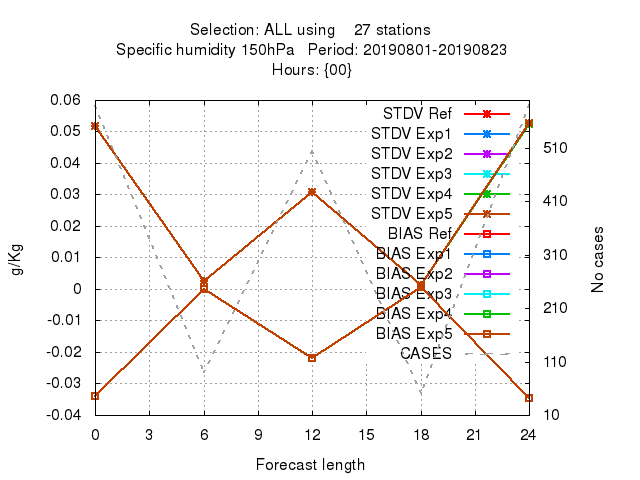 Selection: ALL using    27 stations
Specific humidity 150hPa   Period: 20190801-20190823
Hours: {00}
0.06
0.05
0.04
0.03
0.02
0.01
0
-0.01
-0.02
-0.03
-0.04
g/Kg
STDV Ref
STDV Exp1
STDV Exp2
STDV Exp3
STDV Exp4
STDV Exp5
BIAS Ref
BIAS Exp1
BIAS Exp2
BIAS Exp3
BIAS Exp4
BIAS Exp5
CASES
510
410
310
210
110
10
No cases
0 3 6 9 12 15 18 21 24
Forecast length